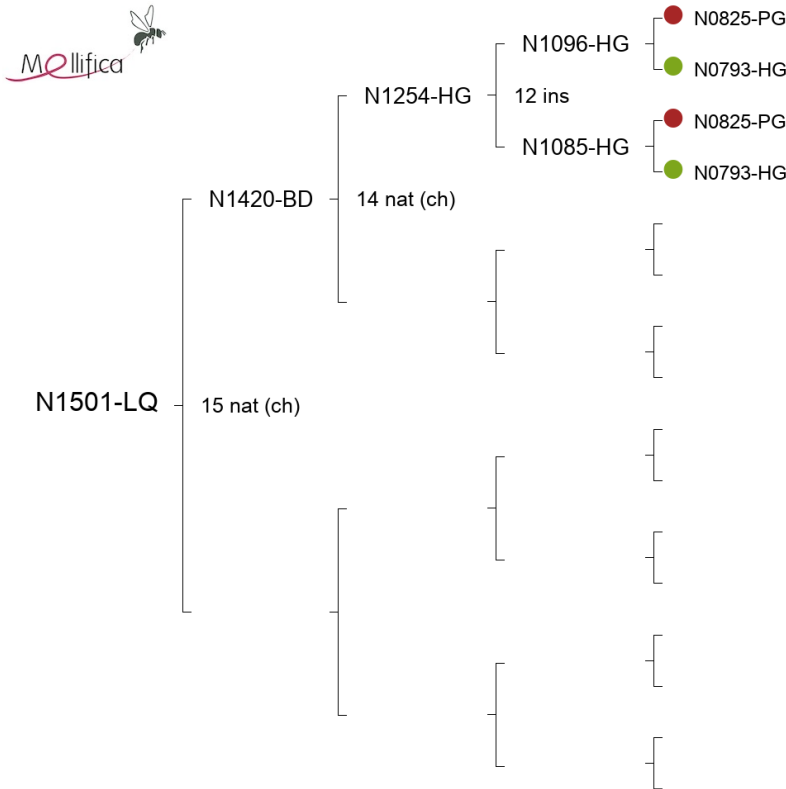 Mellifica
N0825-PG
N1096-HG
N0793-HG
N1254-HG
12 ins
N0825-PG
N1085-HG
N0793-HG
N1420-BD
14 nat (ch)
N1501-LQ
15 nat (ch)